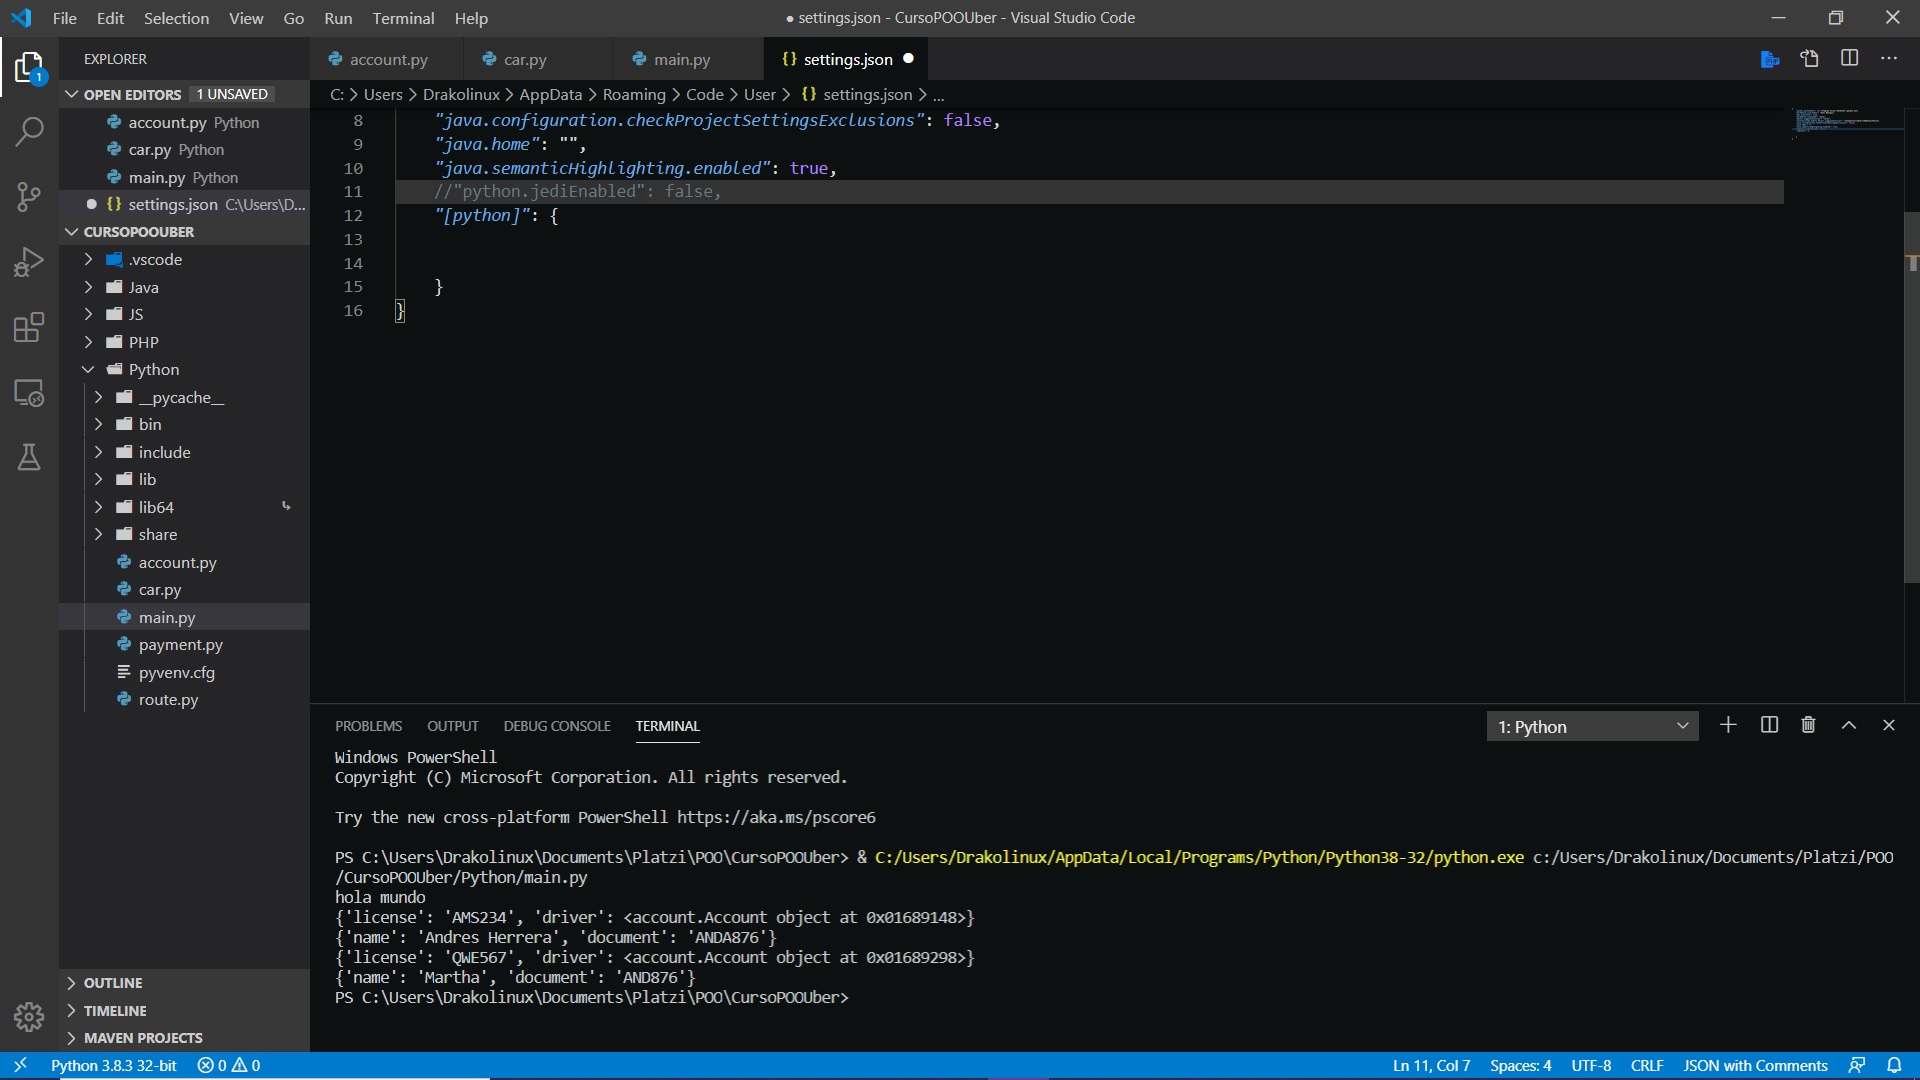 File Edit Selection View Go Run Terminal Help
● settings.json - CursoPOOUber - Visual Studio Code
EXPLORER
1
OPEN EDITORS 1 UNSAVED
account.py Python
car.py Python
main.py Python
● {} settings.json C:\Users\D...
CURSOPOOUBER
.vscode
Java
JS
PHP
Python
__pycache__
bin
include
lib
lib64
share
account.py
car.py
main.py
payment.py
pyvenv.cfg
route.py
OUTLINE
TIMELINE
MAVEN PROJECTS
account.py car.py main.py {} settings.json ●
C: > Users > Drakolinux > AppData > Roaming > Code > User > {} settings.json > ...
8 "java.configuration.checkProjectSettingsExclusions": false,
9 "java.home": "",
10 "java.semanticHighlighting.enabled": true,
11 //"python.jediEnabled": false,
12 "[python]": {
13
14
15 }
16 }
PROBLEMS OUTPUT DEBUG CONSOLE TERMINAL
1: Python
Windows PowerShell
Copyright (C) Microsoft Corporation. All rights reserved.
Try the new cross-platform PowerShell https://aka.ms/pscore6
PS C:\Users\Drakolinux\Documents\Platzi\POO\CursoPOOUber> & C:/Users/Drakolinux/AppData/Local/Programs/Python/Python38-32/python.exe c:/Users/Drakolinux/Documents/Platzi/POO
/CursoPOOUber/Python/main.py
hola mundo
{'license': 'AMS234', 'driver': <account.Account object at 0x01689148>}
{'name': 'Andres Herrera', 'document': 'ANDA876'}
{'license': 'QWE567', 'driver': <account.Account object at 0x01689298>}
{'name': 'Martha', 'document': 'AND876'}
PS C:\Users\Drakolinux\Documents\Platzi\POO\CursoPOOUber>
Python 3.8.3 32-bit 0 0
Ln 11, Col 7 Spaces: 4 UTF-8 CRLF JSON with Comments